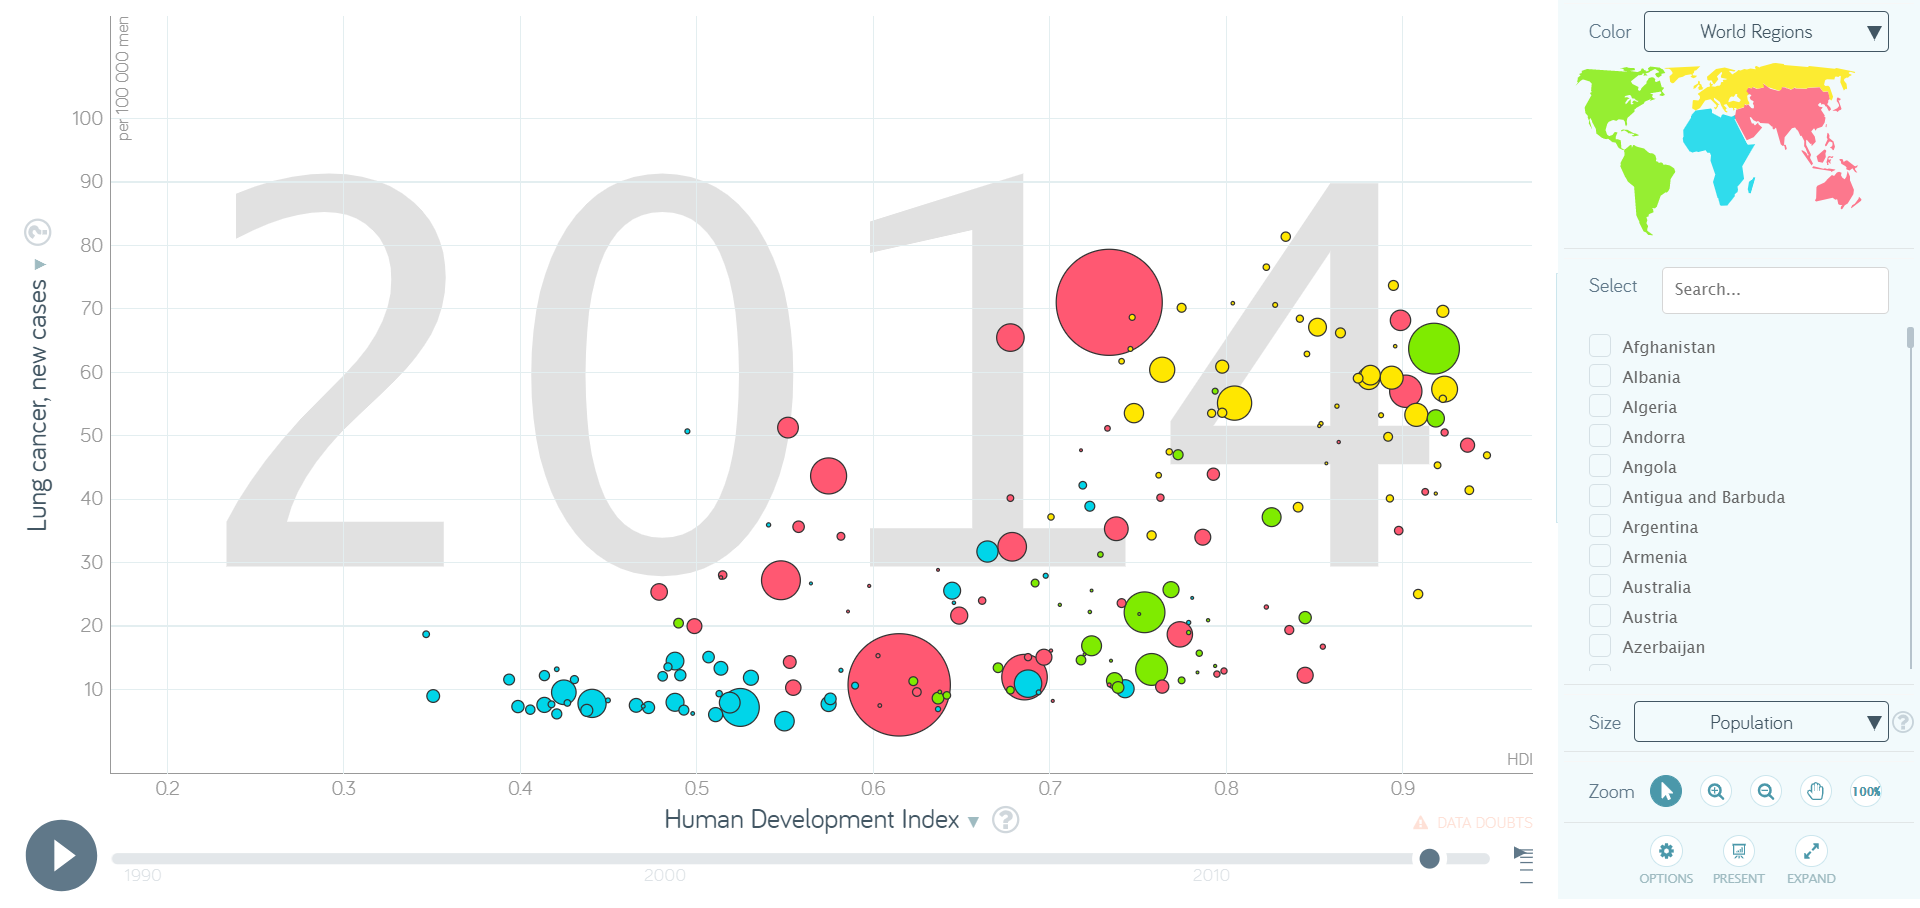 per 100 000 men
Lung cancer, new cases ▼
?
100
90
80
70
60
50
40
30
20
10
2014
HDI
0.2
0.3
0.4
0.5
0.6
0.7
0.8
0.9
Human Development Index ▼ ?
DATA DOUBTS
1990
2000
2010
Color
World Regions ▼
Select
Search...
Afghanistan
Albania
Algeria
Andorra
Angola
Antigua and Barbuda
Argentina
Armenia
Australia
Austria
Azerbaijan
Size
Population ▼
?
Zoom
100%
OPTIONS
PRESENT
EXPAND